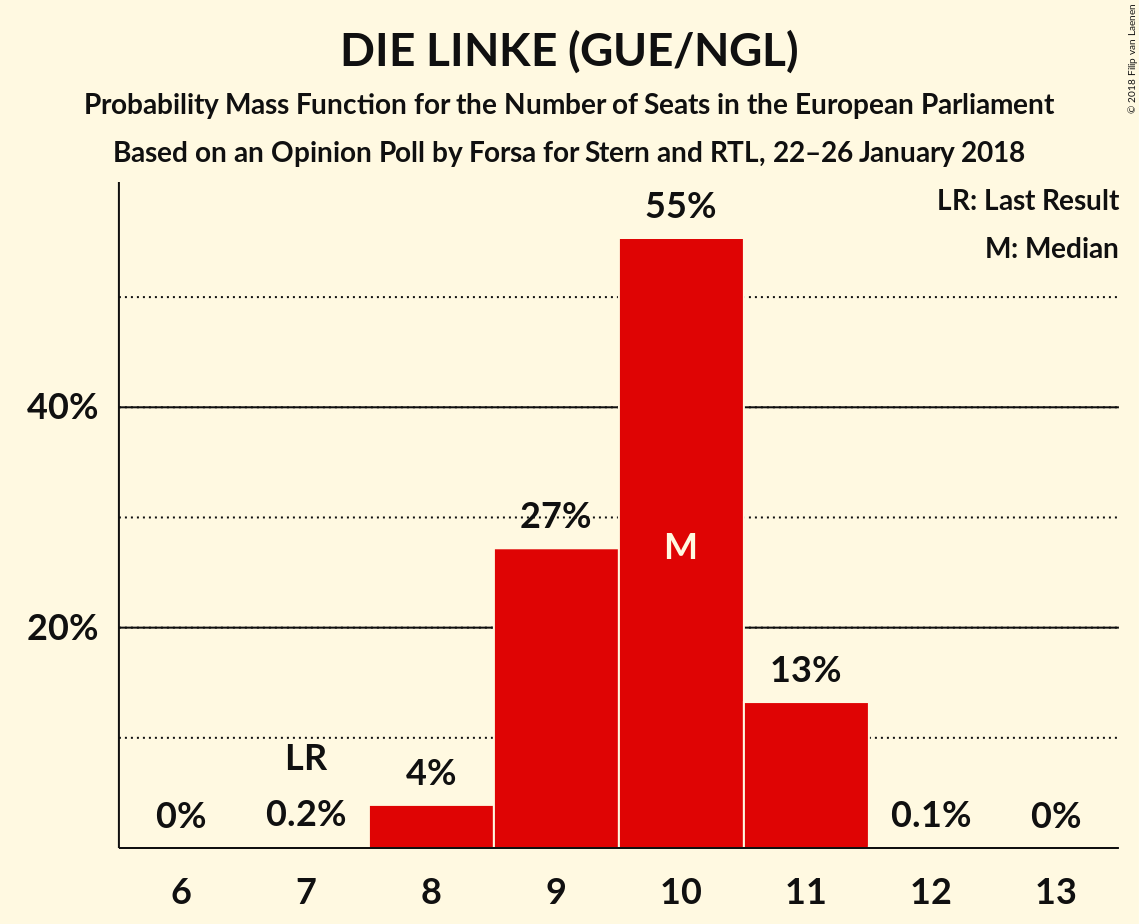 DIE LINKE (GUE/NGL)
Probability Mass Function for the Number of Seats in the European Parliament
Based on an Opinion Poll by Forsa for Stern and RTL, 22–26 January 2018
© 2018 Filip van Laenen
LR: Last Result
M: Median
55%
40%
27%
M
20%
13%
LR
4%
0%
0.2%
0.1%
0%
6 7 8 9 10 11 12 13